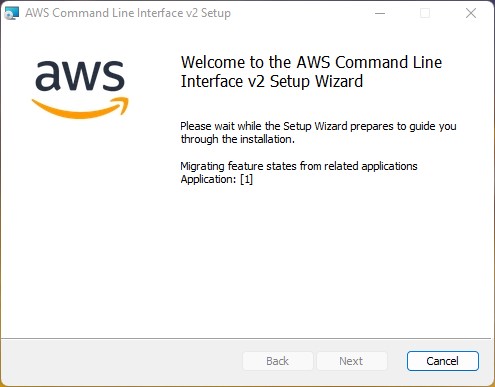 AWS Command Line Interface v2 Setup
aws
Welcome to the AWS Command Line
Interface v2 Setup Wizard
Please wait while the Setup Wizard prepares to guide you
through the installation.
Migrating feature states from related applications
Application: [1]
Back
Next
Cancel